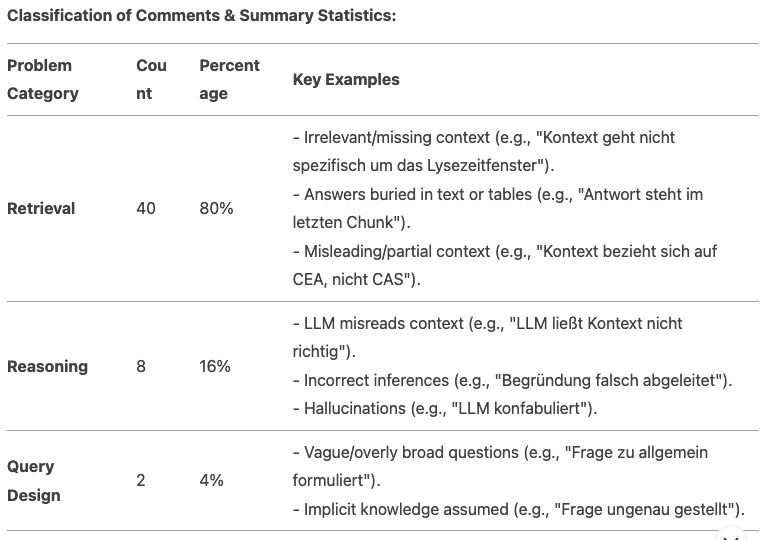 Classification of Comments & Summary Statistics:
Problem
Category
Cou
nt
Percent
age
Key Examples
Retrieval
40
80%
- Irrelevant/missing context (e.g., "Kontext geht nicht
spezifisch um das Lysezeitfenster").
- Answers buried in text or tables (e.g., "Antwort steht im
letzten Chunk").
- Misleading/partial context (e.g., "Kontext bezieht sich auf
CEA, nicht CAS").
Reasoning
8
16%
- LLM misreads context (e.g., "LLM ließt Kontext nicht
richtig").
- Incorrect inferences (e.g., "Begründung falsch abgeleitet").
- Hallucinations (e.g., "LLM konfabuliert").
Query
Design
2
4%
- Vague/overly broad questions (e.g., "Frage zu allgemein
formuliert").
- Implicit knowledge assumed (e.g., "Frage ungenau gestellt").